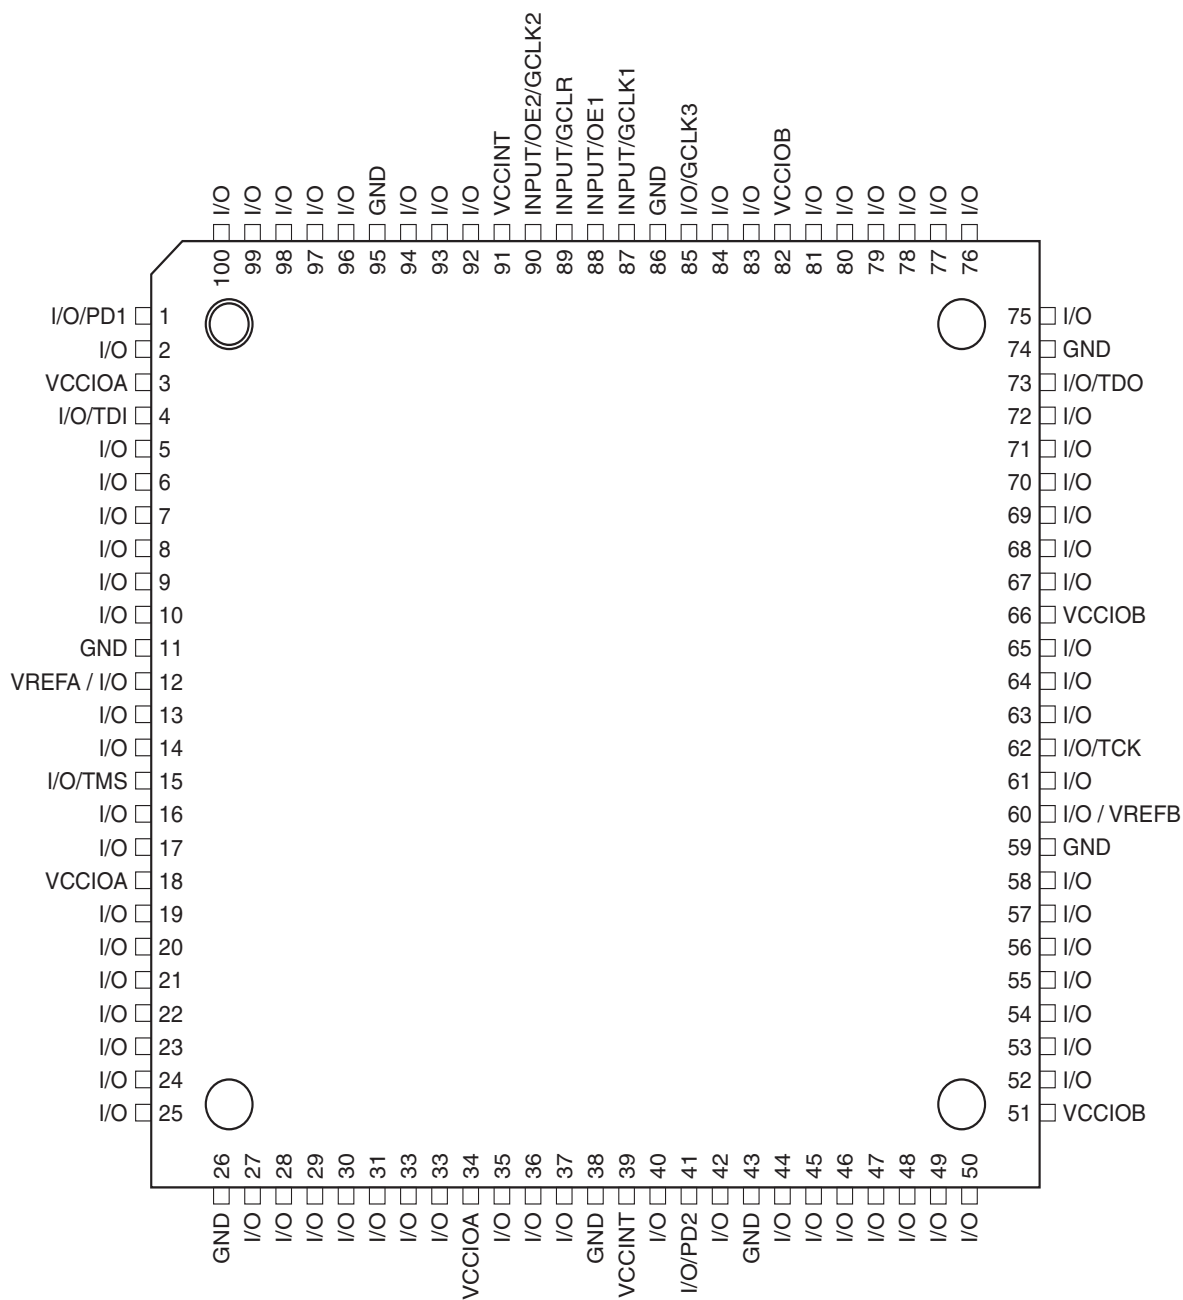 INPUT/OE2/GCLK2
INPUT/GCLR
INPUT/OE1
INPUT/GCLK1
I/O/GCLK3
VCCINT
VCCIOB
GND
GND
I/O I/O I/O I/O I/O I/O I/O I/O I/O I/O I/O I/O I/O I/O I/O
100 99 98 97 96 95 94 93 92 91 90 89 88 87 86 85 84 83 82 81 80 79 78 77 76
I/O/PD1 1 75 I/O
I/O 2 74 GND
VCCIOA 3 73 I/O/TDO
I/O/TDI 4 72 I/O
I/O 5 71 I/O
I/O 6 70 I/O
I/O 7 69 I/O
I/O 8 68 I/O
I/O 9 67 I/O
I/O 10 66 VCCIOB
GND 11 65 I/O
VREFA / I/O 12 64 I/O
I/O 13 63 I/O
I/O 14 62 I/O/TCK
I/O/TMS 15 61 I/O
I/O 16 60 I/O / VREFB
I/O 17 59 GND
VCCIOA 18 58 I/O
I/O 19 57 I/O
I/O 20 56 I/O
I/O 21 55 I/O
I/O 22 54 I/O
I/O 23 53 I/O
I/O 24 52 I/O
I/O 25 51 VCCIOB
26 27 28 29 30 31 33 33 34 35 36 37 38 39 40 41 42 43 44 45 46 47 48 49 50
GND I/O I/O I/O I/O I/O I/O I/O VCCIOA I/O I/O I/O GND VCCINT I/O I/O/PD2 I/O GND I/O I/O I/O I/O I/O I/O I/O